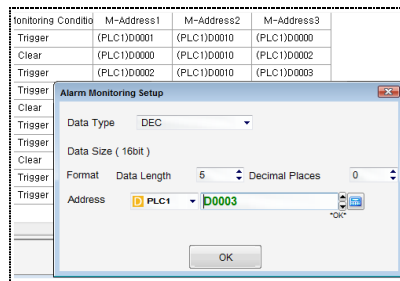 Monitoring Conditio M-Address1 M-Address2 M-Address3
Trigger (PLC1)D0001 (PLC1)D0010 (PLC1)D0000
Clear (PLC1)D0000 (PLC1)D0010 (PLC1)D0002
Trigger (PLC1)D0002 (PLC1)D0010 (PLC1)D0003
Trigger
Clear
Trigger
Trigger
Clear
Trigger
Trigger
Alarm Monitoring Setup
Data Type DEC
Data Size ( 16bit )
Format Data Length 5 Decimal Places 0
Address D PLC1 D0003
*OK*
OK